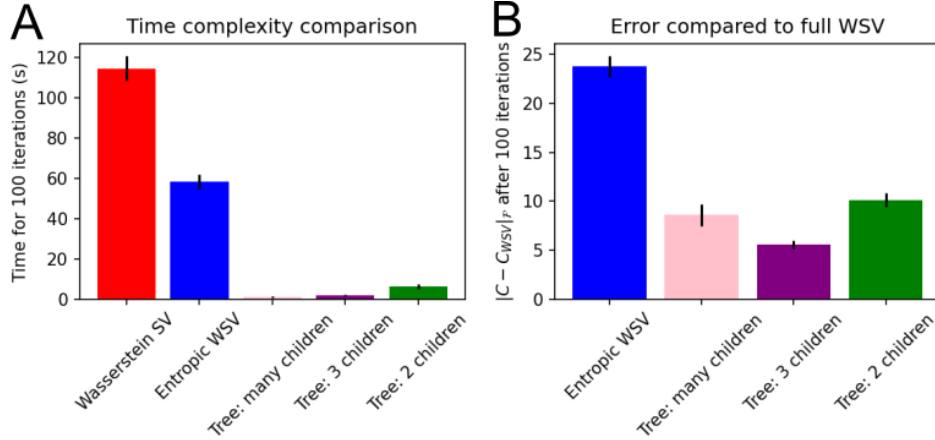 A
Time complexity comparison
Time for 100 iterations (s)
120
100
80
60
40
20
0
Wasserstein SV
Entropic WSV
Tree: many children
Tree: 3 children
Tree: 2 children
B
Error compared to full WSV
|C − C_{WSV}|_F after 100 iterations
25
20
15
10
5
0
Entropic WSV
Tree: many children
Tree: 3 children
Tree: 2 children